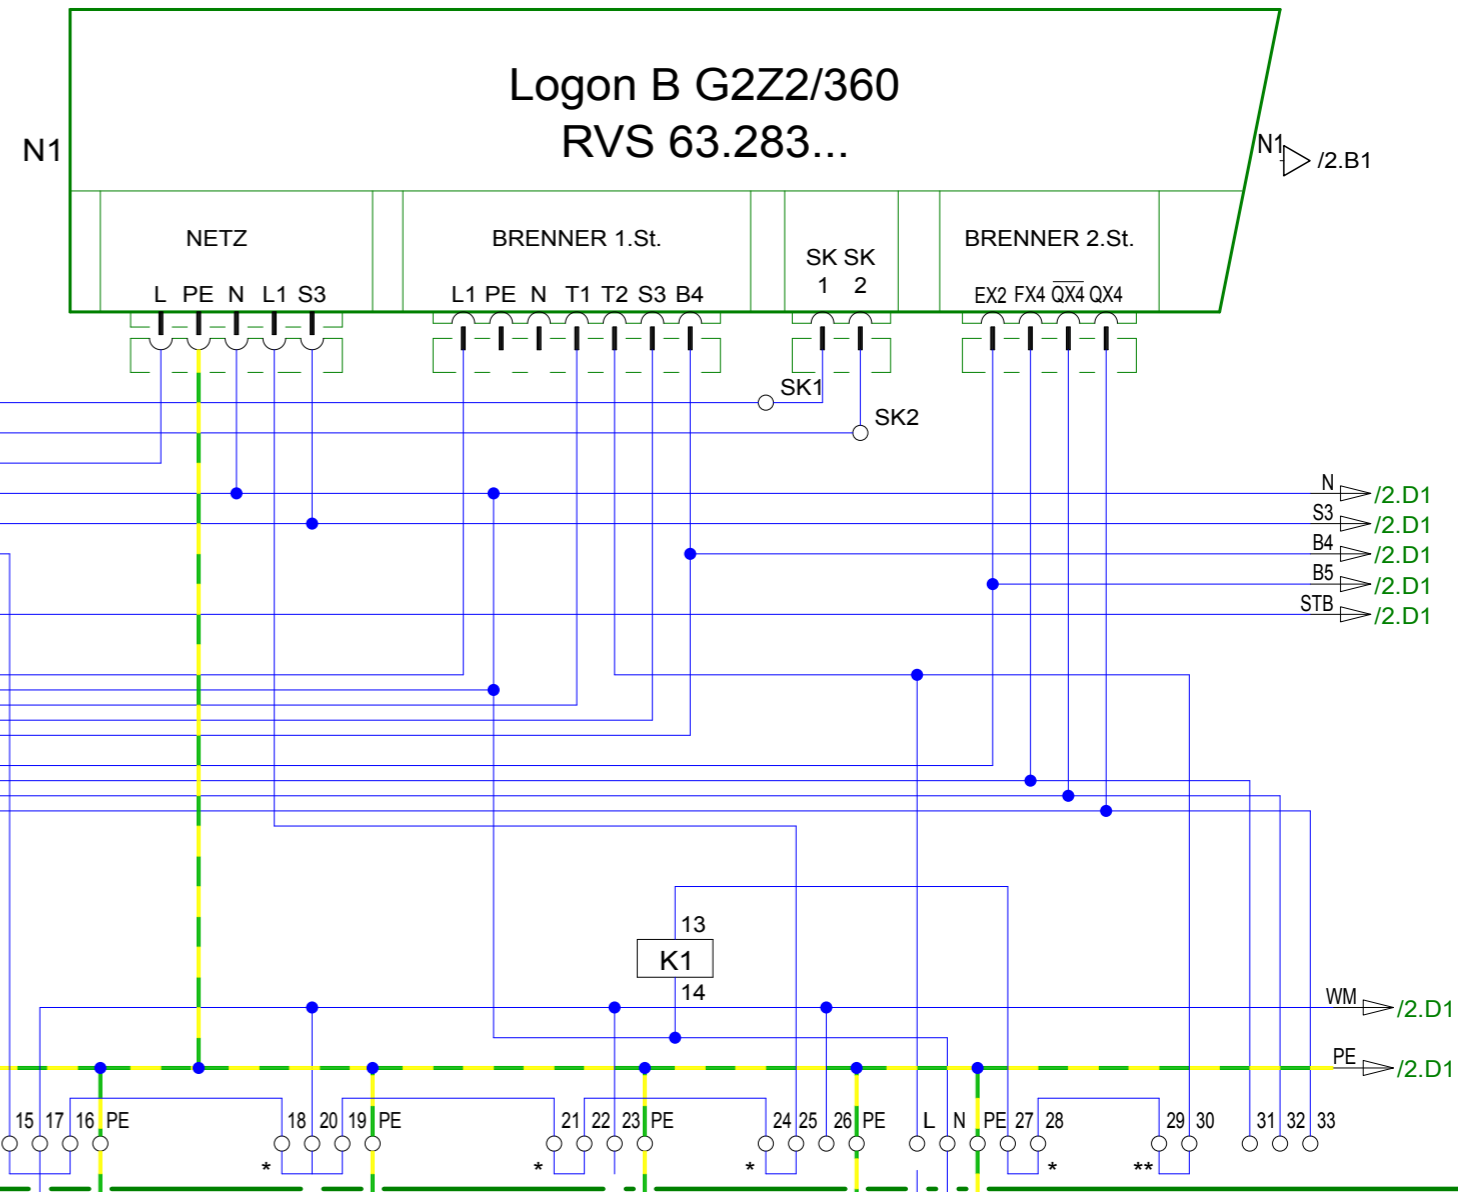 Logon B G2Z2/360
RVS 63.283...
N1
N1
/2.B1
NETZ
BRENNER 1.St.
SK SK
1 2
BRENNER 2.St.
L PE N L1 S3
L1 PE N T1 T2 S3 B4
EX2 FX4 QX4 QX4
SK1
SK2
N /2.D1
S3 /2.D1
B4 /2.D1
B5 /2.D1
STB /2.D1
13
K1
14
WM /2.D1
PE /2.D1
15 17 16 PE 18 20 19 PE 21 22 23 PE 24 25 26 PE L N PE 27 28 29 30 31 32 33
* * * * **